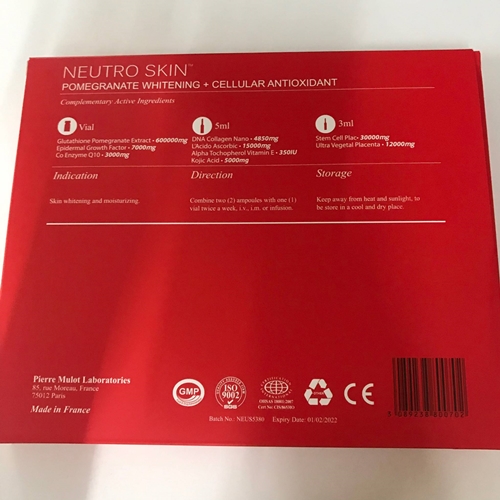 NEUTRO SKIN™
POMEGRANATE WHITENING + CELLULAR ANTIOXIDANT
Complementary Active Ingredients
Vial
Glutathione Pomegranate Extract • 600000mg
Epidermal Growth Factor • 7000mg
Co Enzyme Q10 • 3000mg
5ml
DNA Collagen Nano • 4850mg
L'Acido Ascorbic • 15000mg
Alpha Tochopherol Vitamin E • 350IU
Kojic Acid • 5000mg
3ml
Stem Cell Plac • 30000mg
Ultra Vegetal Placenta • 12000mg
Indication
Skin whitening and moisturizing.
Direction
Combine two (2) ampoules with one (1)
vial twice a week, i.v., i.m. or infusion.
Storage
Keep away from heat and sunlight, to
be store in a cool and dry place.
Pierre Mulot Laboratories
85, rue Moreau, France
75012 Paris
Made in France
GMP
ISO
9002
SGS
OHSAS 18001:2007
CE
Batch No.: NEUS5380
Expiry Date: 01/02/2022